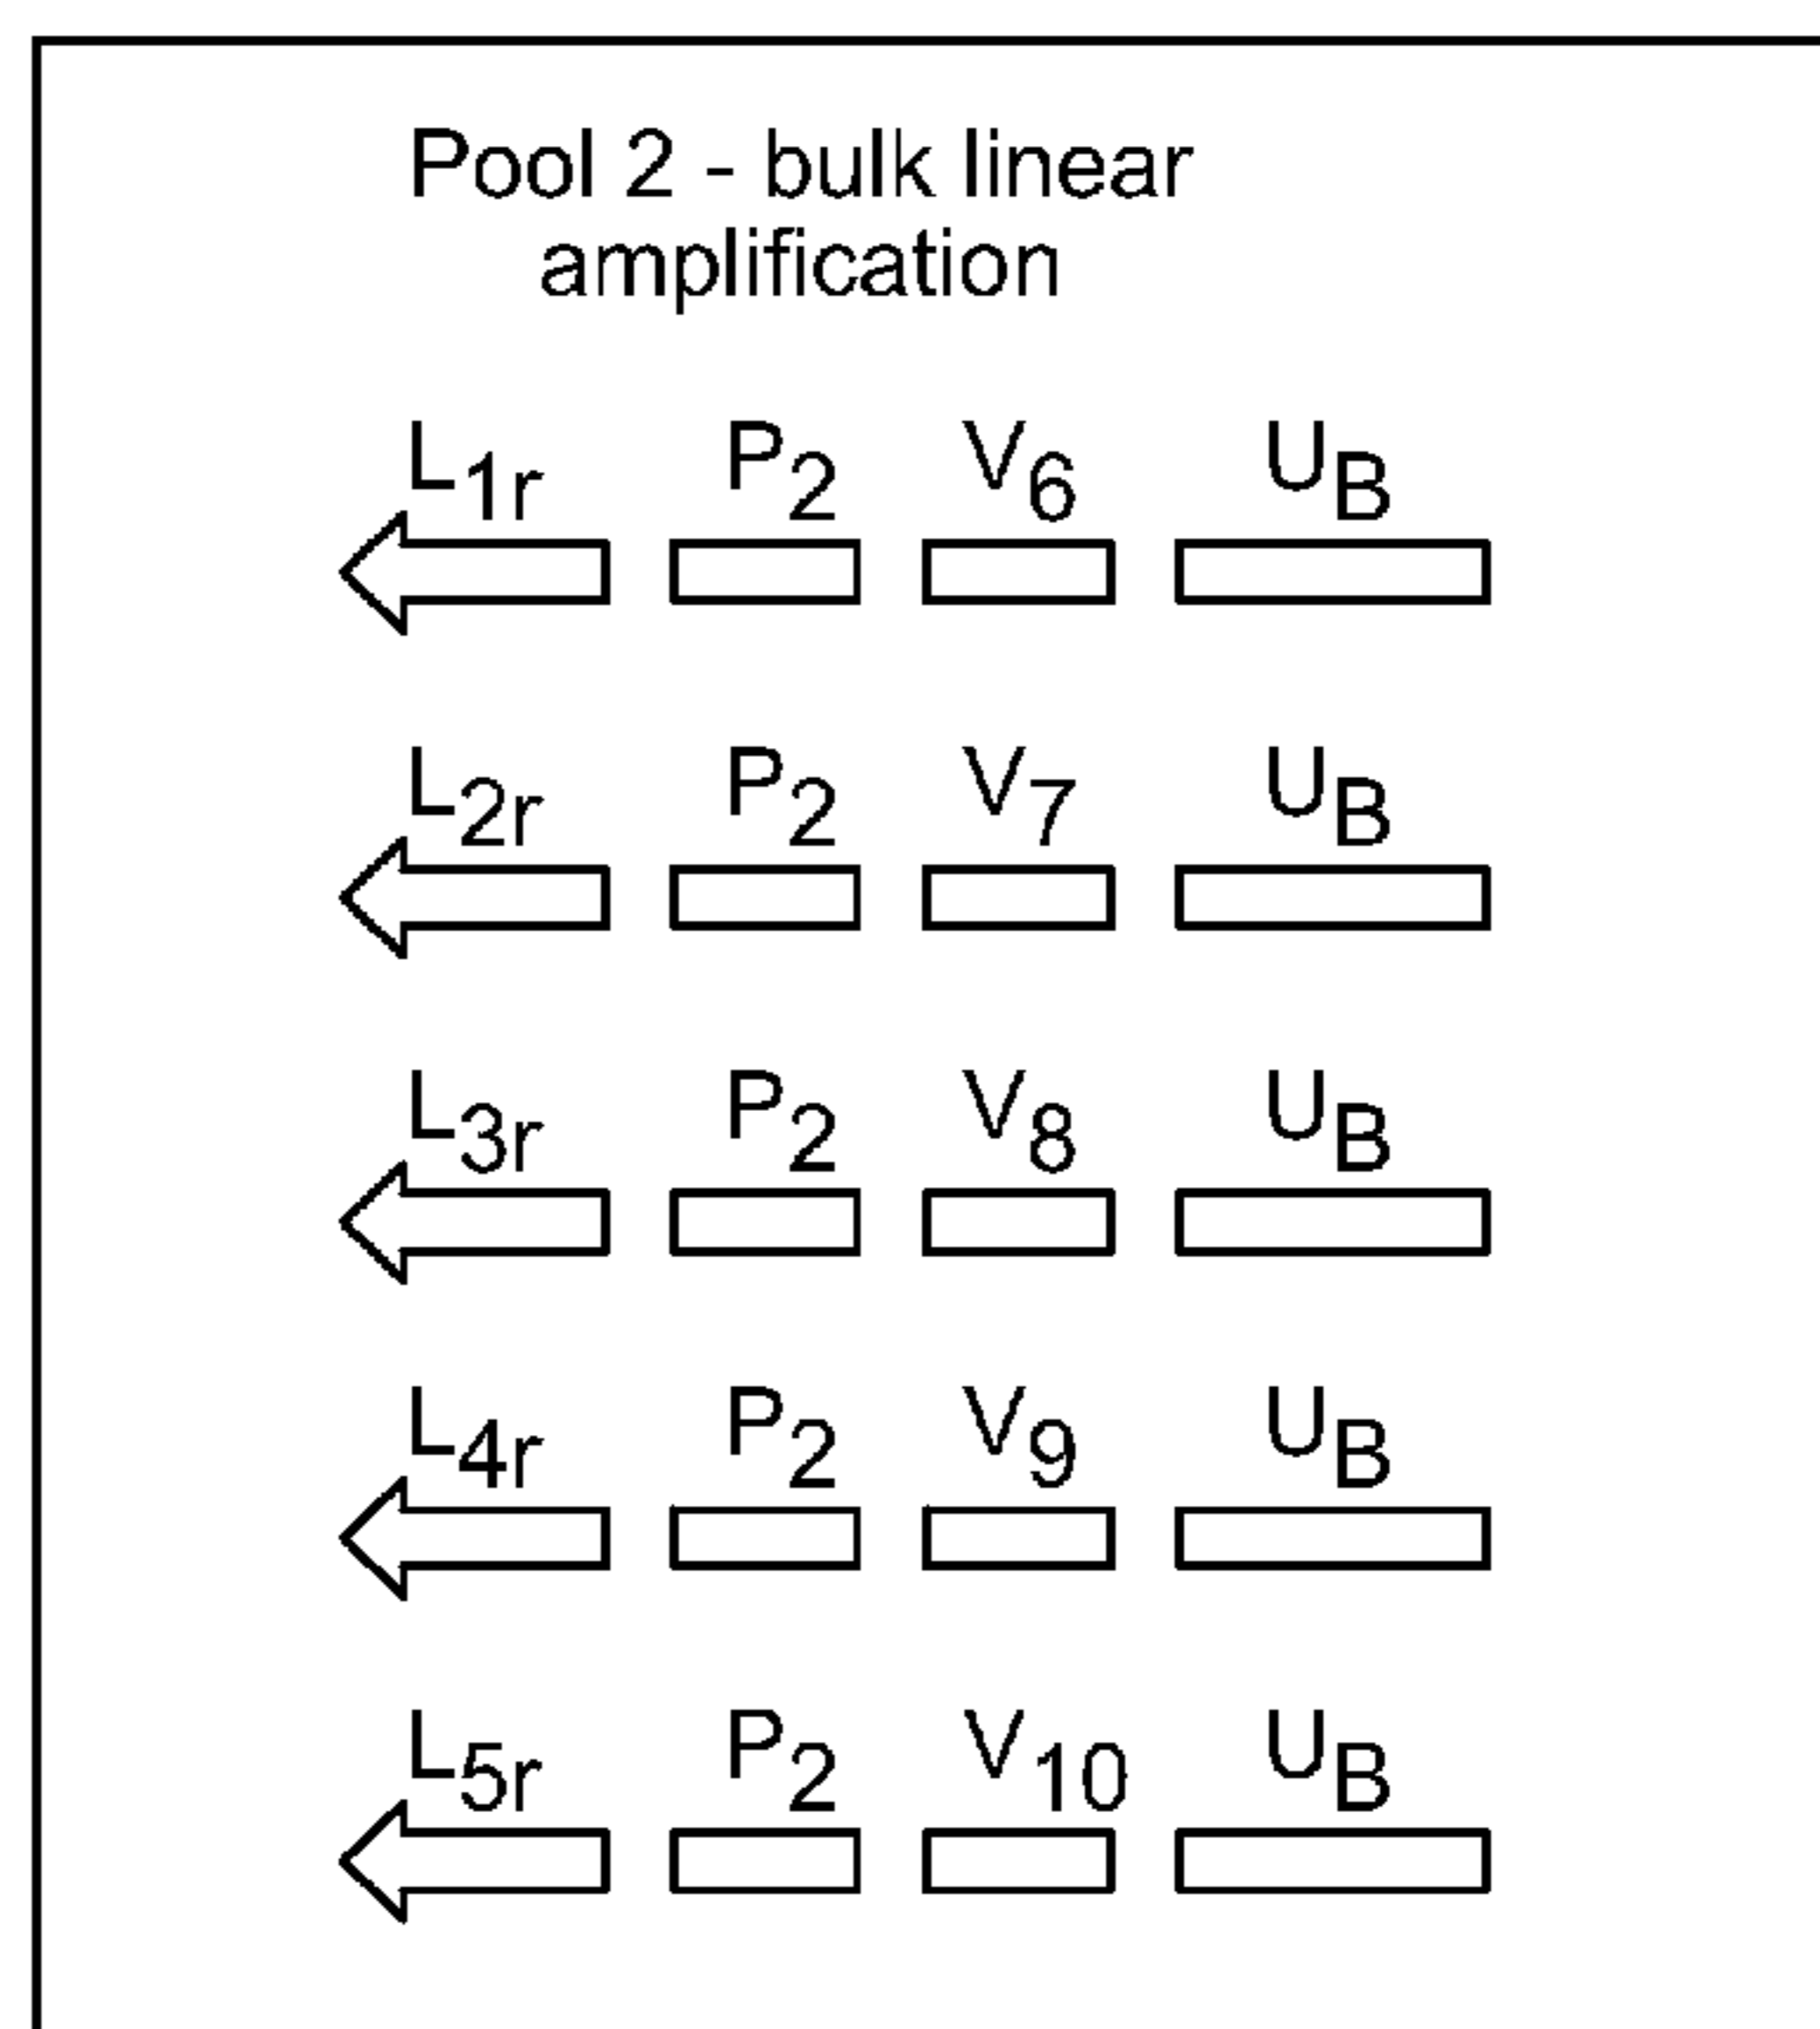 Pool 2 - bulk linear
amplification
L1r P2 V6 UB
L2r P2 V7 UB
L3r P2 V8 UB
L4r P2 V9 UB
L5r P2 V10 UB